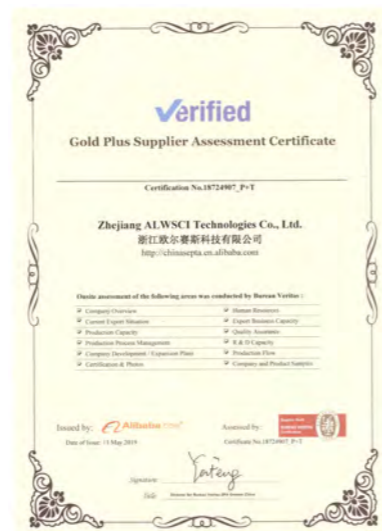 Verified
Gold Plus Supplier Assessment Certificate
Certification No.18724907_P+T
Zhejiang ALWSCI Technologies Co., Ltd.
浙江欧尔赛斯科技有限公司
http://chinasepta.en.alibaba.com
Onsite assessment of the following areas was conducted by Bureau Veritas :
Company Overview
Human Resources
Current Export Situation
Export Business Capacity
Production Capacity
Quality Assurance
Production Process Management
R & D Capacity
Company Development / Expansion Plans
Production Flow
Certification & Photos
Company and Product Samples
Issued by: Alibaba.com
Assessed by:
Date of Issue: 13 May 2019
Certificate No.18724907_P+T
Signature
Title